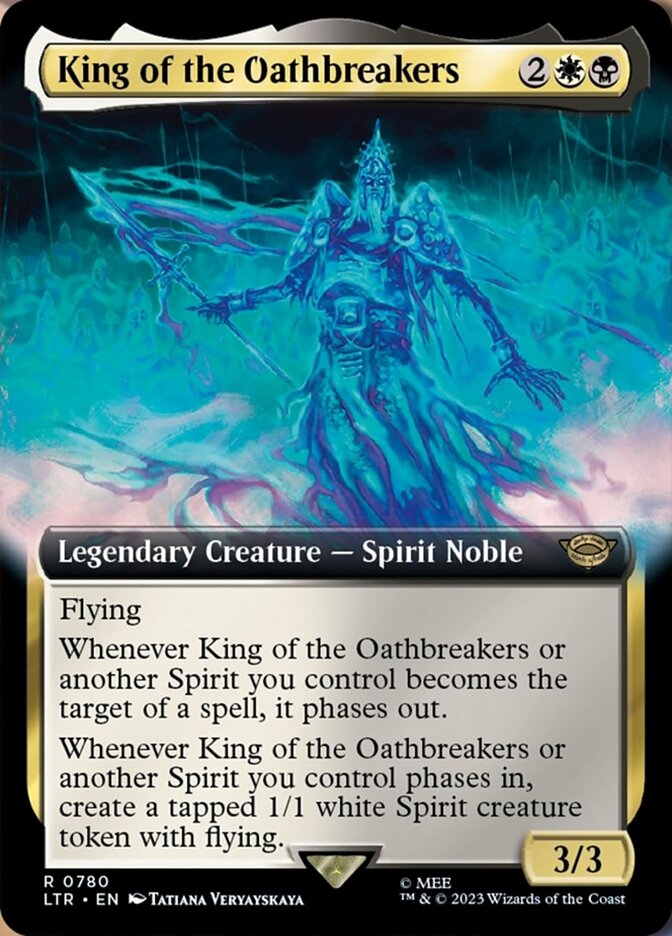 King of the Oathbreakers 2
Legendary Creature — Spirit Noble
Flying
Whenever King of the Oathbreakers or
another Spirit you control becomes the
target of a spell, it phases out.
Whenever King of the Oathbreakers or
another Spirit you control phases in,
create a tapped 1/1 white Spirit creature
token with flying.
3/3
R 0780
LTR • EN Tatiana Veryayskaya
© MEE
™ & © 2023 Wizards of the Coast